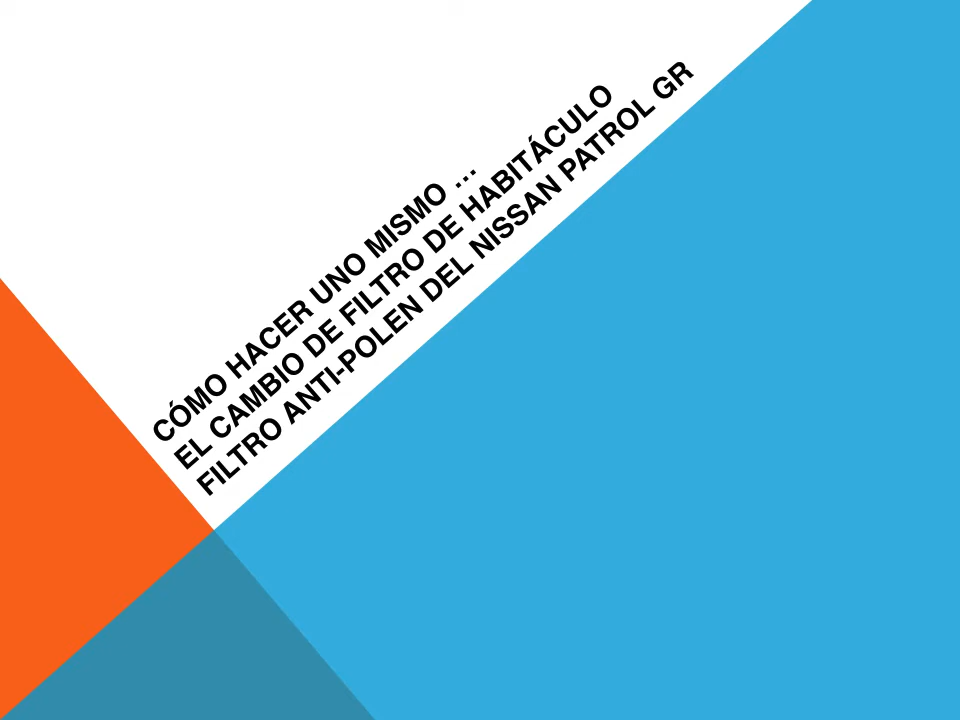 CÓMO HACER UNO MISMO ...
EL CAMBIO DE FILTRO DE HABITÁCULO
FILTRO ANTI-POLEN DEL NISSAN PATROL GR